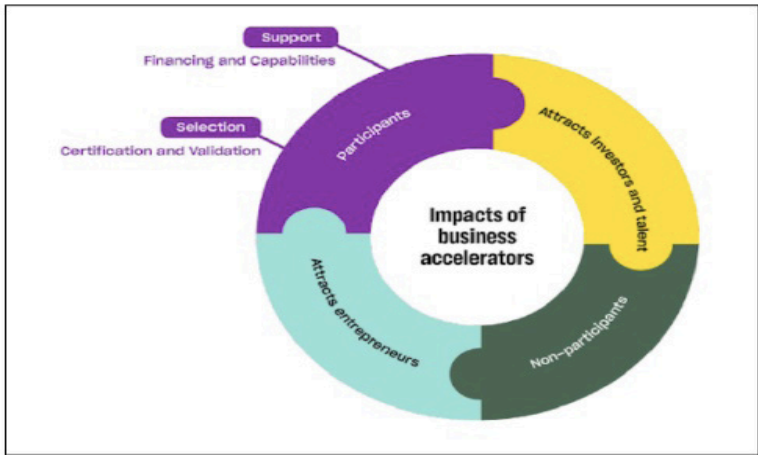 Support
Financing and Capabilities
Selection
Certification and Validation
Participants
Attracts investors and talent
Impacts of
business
accelerators
Attracts entrepreneurs
Non-participants